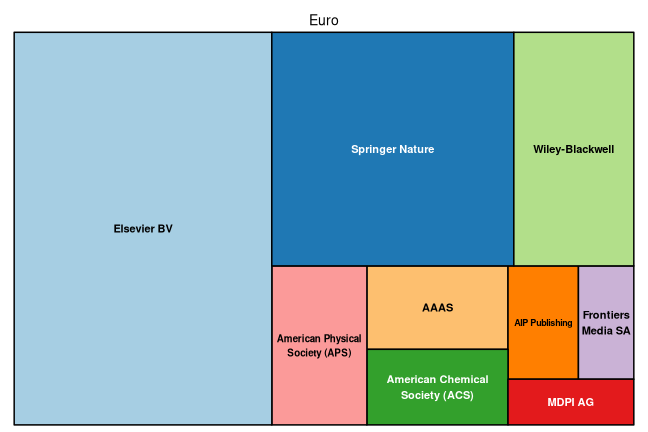 Euro
Elsevier BV
Springer Nature
Wiley-Blackwell
American Physical
Society (APS)
AAAS
American Chemical
Society (ACS)
AIP Publishing
Frontiers
Media SA
MDPI AG